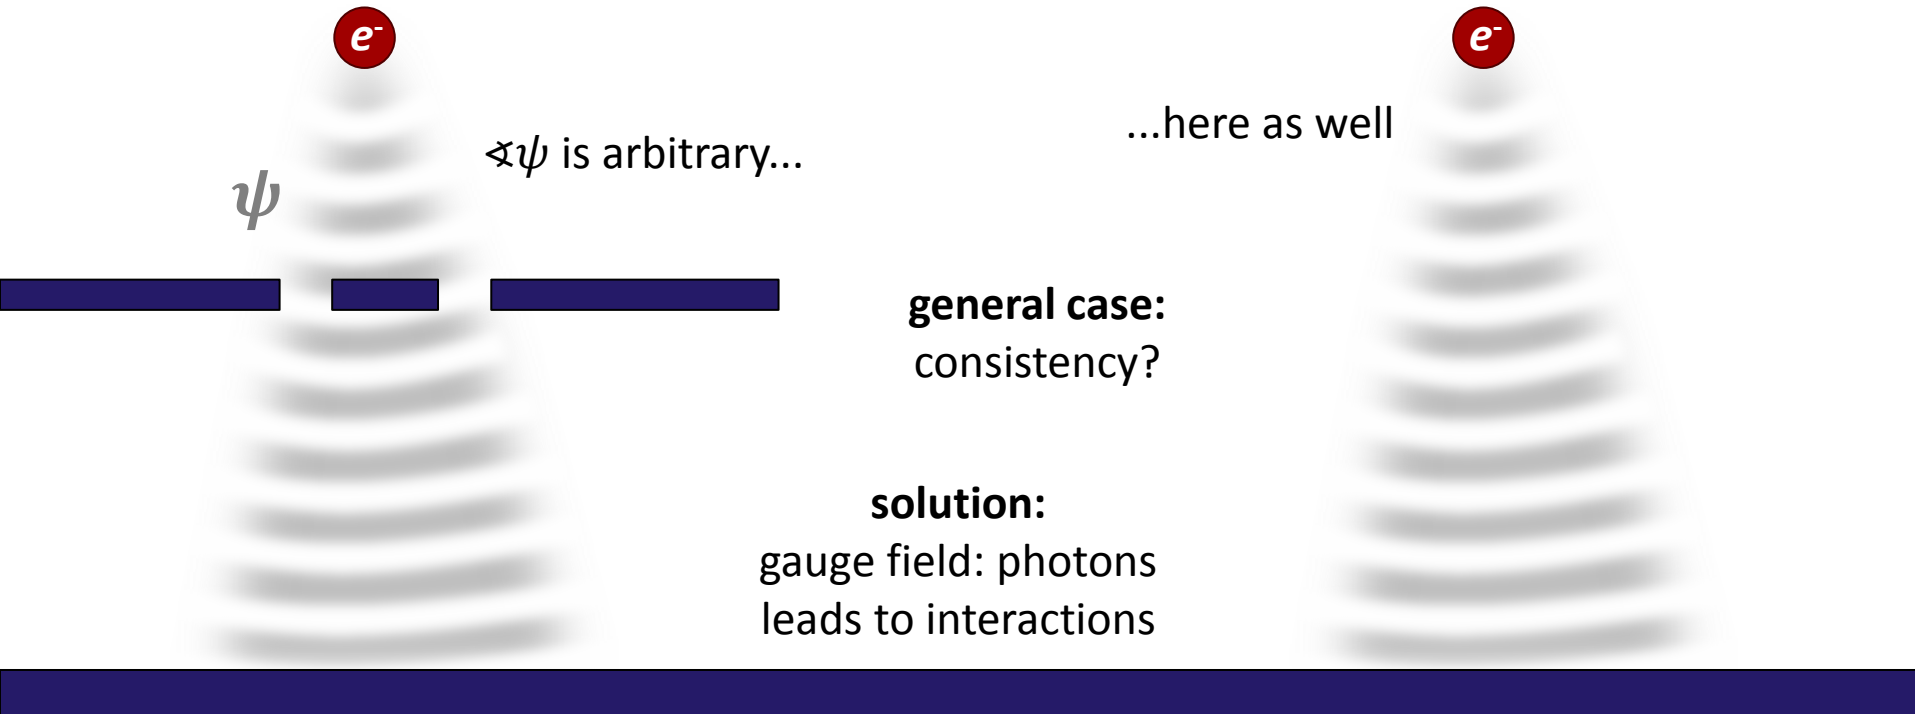 e-
e-
∢ψ is arbitrary...
...here as well
ψ
general case:
consistency?
solution:
gauge field: photons
leads to interactions